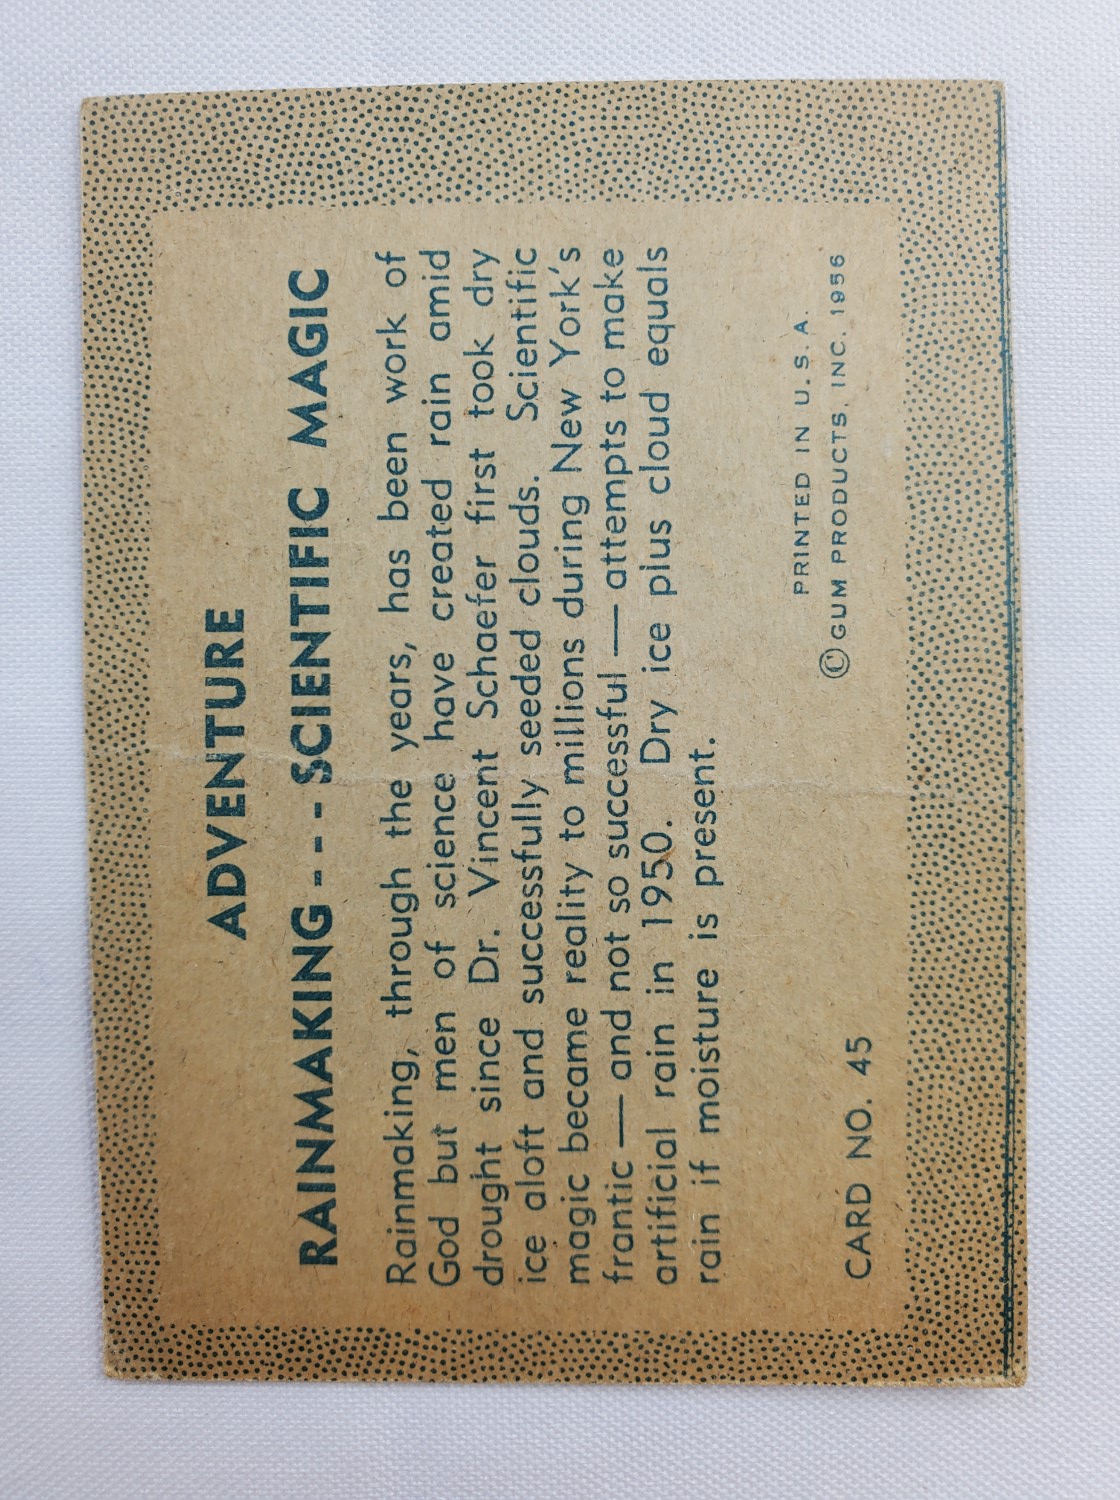 ADVENTURE
RAINMAKING - - - SCIENTIFIC MAGIC
Rainmaking, through the years, has been work of
God but men of science have created rain amid
drought since Dr. Vincent Schaefer first took dry
ice aloft and successfully seeded clouds. Scientific
magic became reality to millions during New York's
frantic — and not so successful — attempts to make
artificial rain in 1950. Dry ice plus cloud equals
rain if moisture is present.
PRINTED IN U. S. A.
© GUM PRODUCTS, INC. 1956
CARD NO. 45